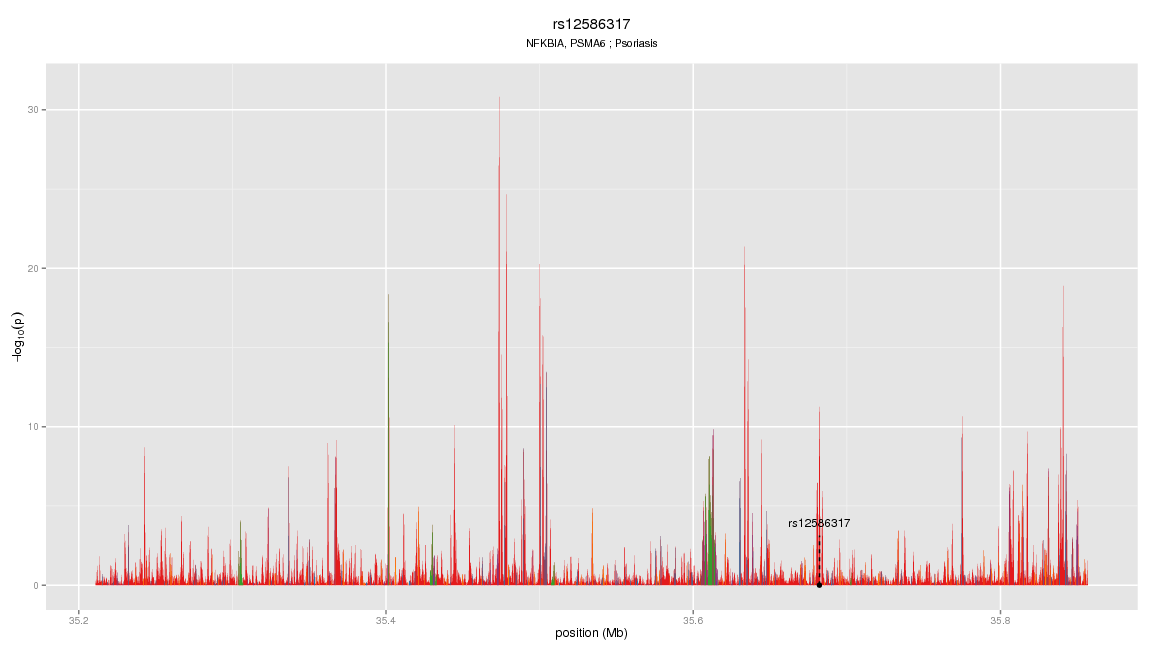 rs12586317
NFKBIA, PSMA6 ; Psoriasis
30
20
10
0
−log10(p)
rs12586317
35.2
35.4
35.6
35.8
position (Mb)